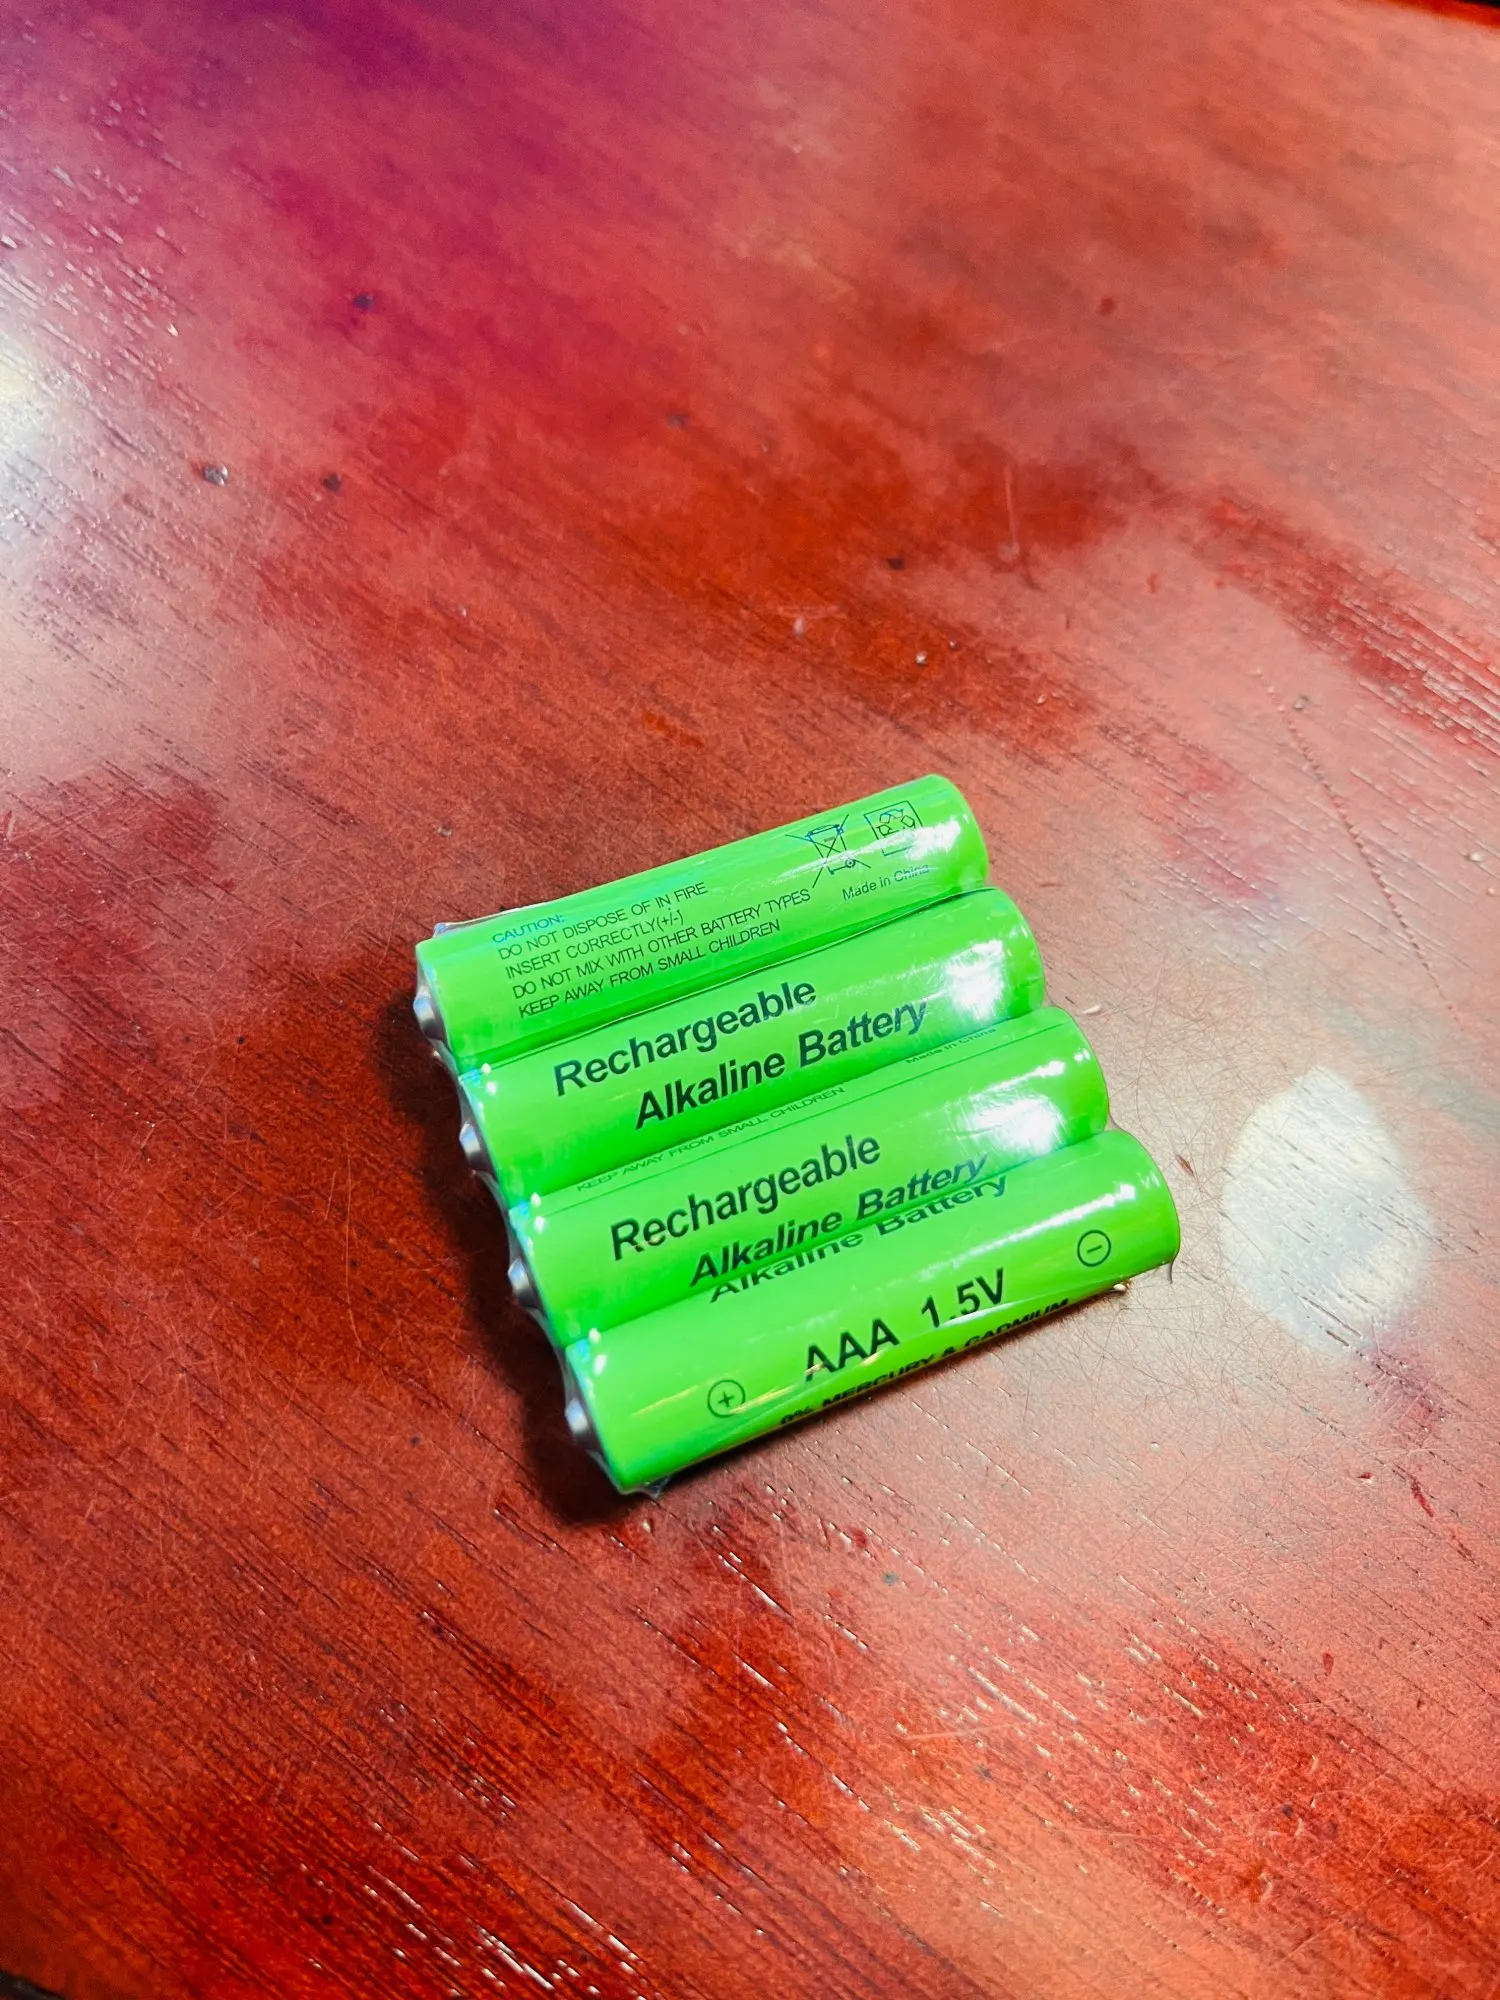 CAUTION:
DO NOT DISPOSE OF IN FIRE
INSERT CORRECTLY(+/-)
DO NOT MIX WITH OTHER BATTERY TYPES
KEEP AWAY FROM SMALL CHILDREN
Made in China
Rechargeable
Alkaline Battery
KEEP AWAY FROM SMALL CHILDREN
Made in China
Rechargeable
Alkaline Battery
Alkaline Battery
+ AAA 1.5V -
0% MERCURY & CADMIUM